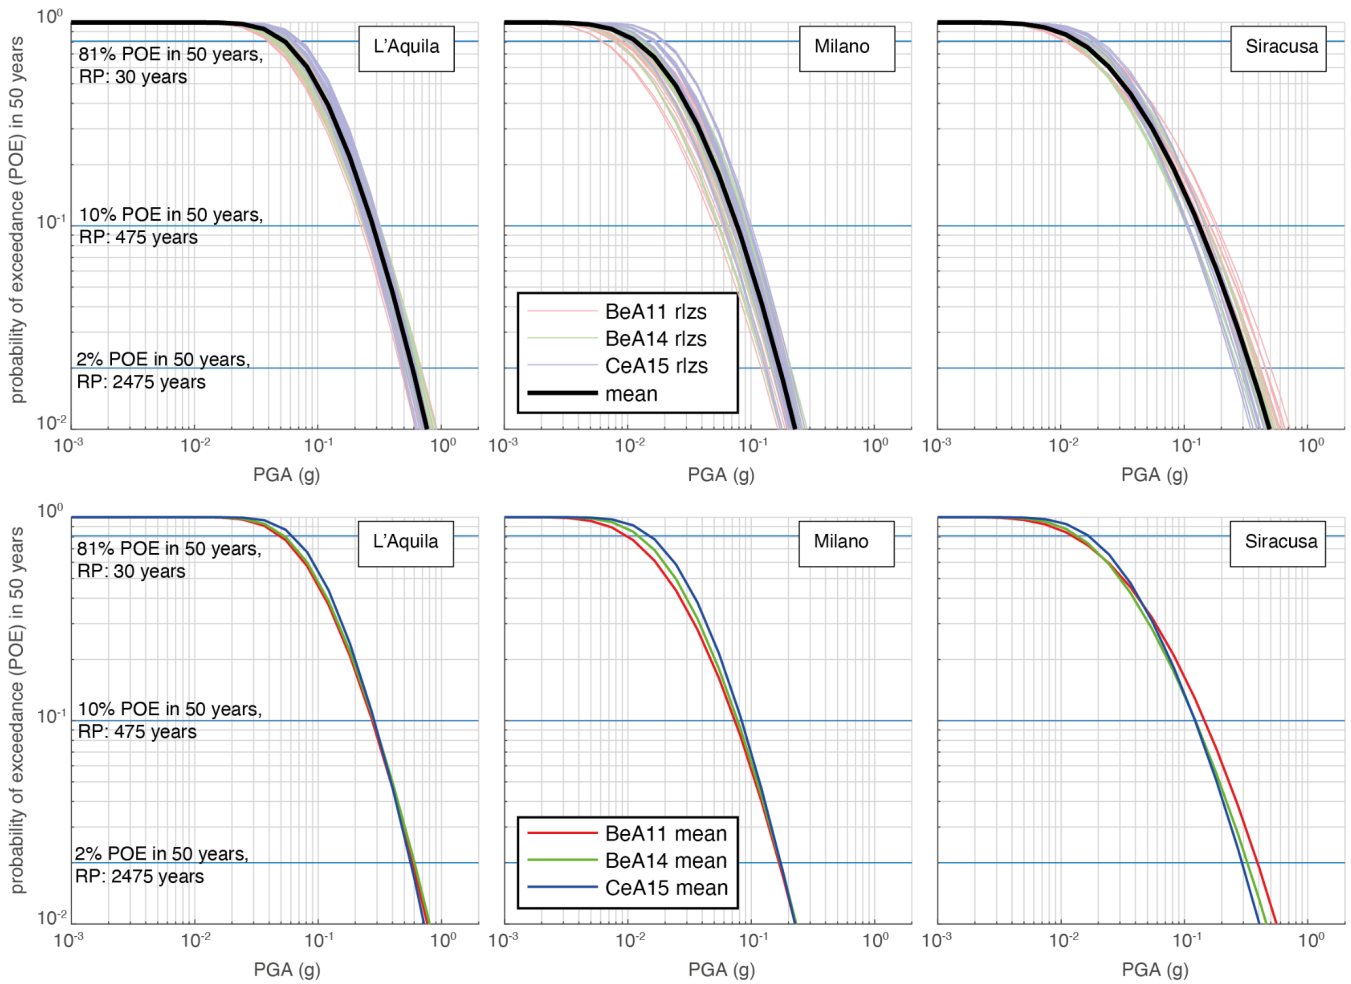 probability of exceedance (POE) in 50 years
10⁰
10⁻¹
10⁻²
81% POE in 50 years,
RP: 30 years
10% POE in 50 years,
RP: 475 years
2% POE in 50 years,
RP: 2475 years
L'Aquila
10⁻³ 10⁻² 10⁻¹ 10⁰
PGA (g)
Milano
BeA11 rlzs
BeA14 rlzs
CeA15 rlzs
mean
10⁻³ 10⁻² 10⁻¹ 10⁰
PGA (g)
Siracusa
10⁻³ 10⁻² 10⁻¹ 10⁰
PGA (g)
probability of exceedance (POE) in 50 years
10⁰
10⁻¹
10⁻²
81% POE in 50 years,
RP: 30 years
10% POE in 50 years,
RP: 475 years
2% POE in 50 years,
RP: 2475 years
L'Aquila
10⁻³ 10⁻² 10⁻¹ 10⁰
PGA (g)
Milano
BeA11 mean
BeA14 mean
CeA15 mean
10⁻³ 10⁻² 10⁻¹ 10⁰
PGA (g)
Siracusa
10⁻³ 10⁻² 10⁻¹ 10⁰
PGA (g)